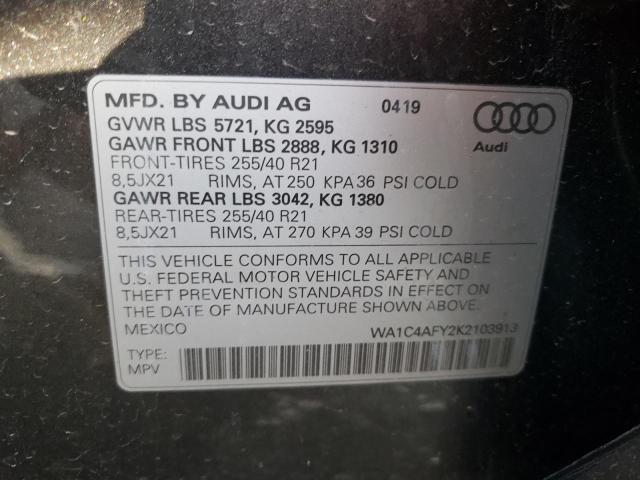 MFD. BY AUDI AG 0419
GVWR LBS 5721, KG 2595
GAWR FRONT LBS 2888, KG 1310
FRONT-TIRES 255/40 R21
8,5JX21 RIMS, AT 250 KPA 36 PSI COLD
GAWR REAR LBS 3042, KG 1380
REAR-TIRES 255/40 R21
8,5JX21 RIMS, AT 270 KPA 39 PSI COLD
Audi
THIS VEHICLE CONFORMS TO ALL APPLICABLE
U.S. FEDERAL MOTOR VEHICLE SAFETY AND
THEFT PREVENTION STANDARDS IN EFFECT ON
THE DATE OF MANUFACTURE SHOWN ABOVE.
MEXICO WA1C4AFY2K2103913
TYPE:
MPV